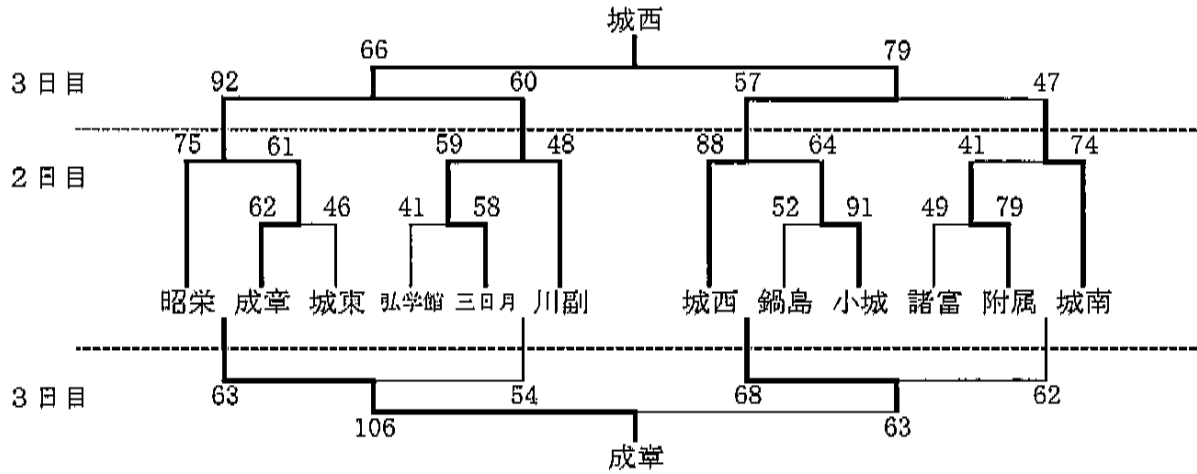 城西
66 79
3日目 92 60 57 47
75 61 59 48 88 64 41 74
2日目
62 46 41 58 52 91 49 79
昭栄 成章 城東 弘学館 三日月 川副 城西 鍋島 小城 諸富 附属 城南
3日目 63 54 68 62
106 63
成章